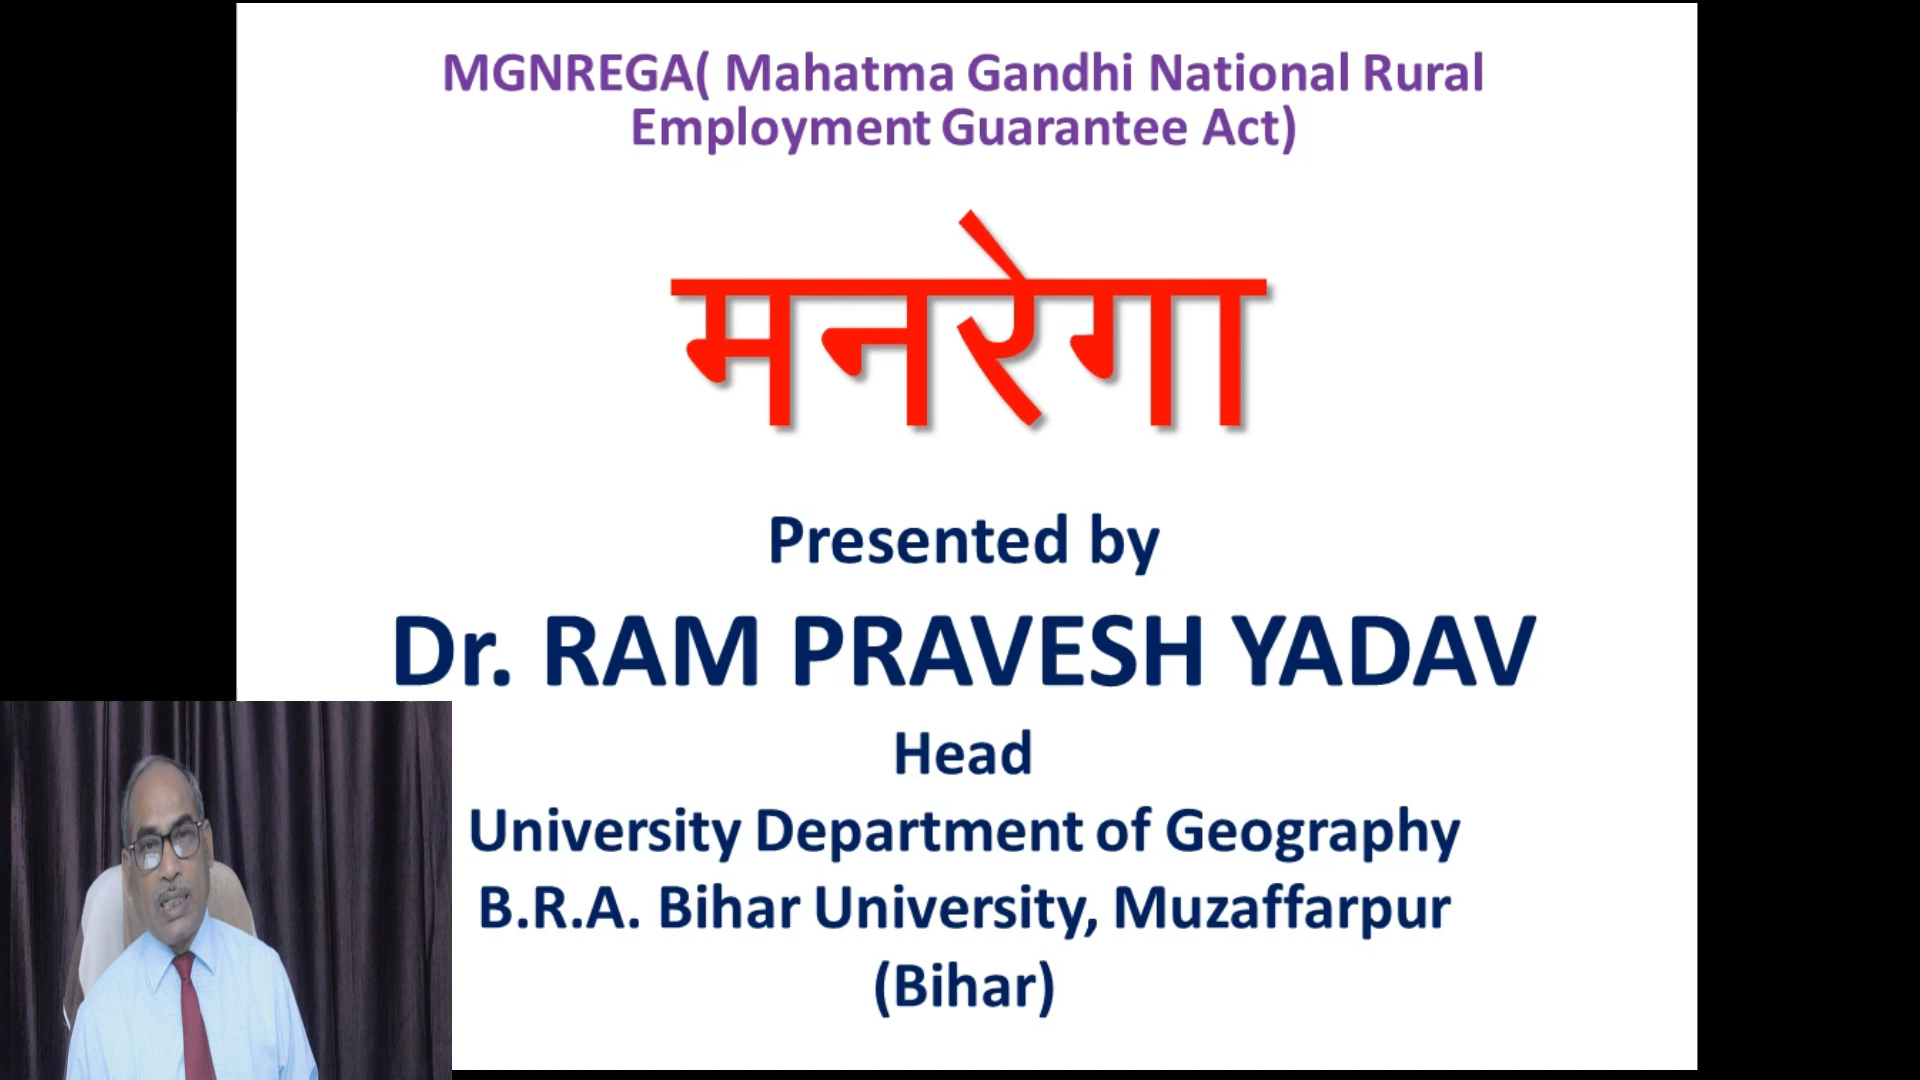 MGNREGA( Mahatma Gandhi National Rural
Employment Guarantee Act)
मनरेगा
Presented by
Dr. RAM PRAVESH YADAV
Head
University Department of Geography
B.R.A. Bihar University, Muzaffarpur
(Bihar)